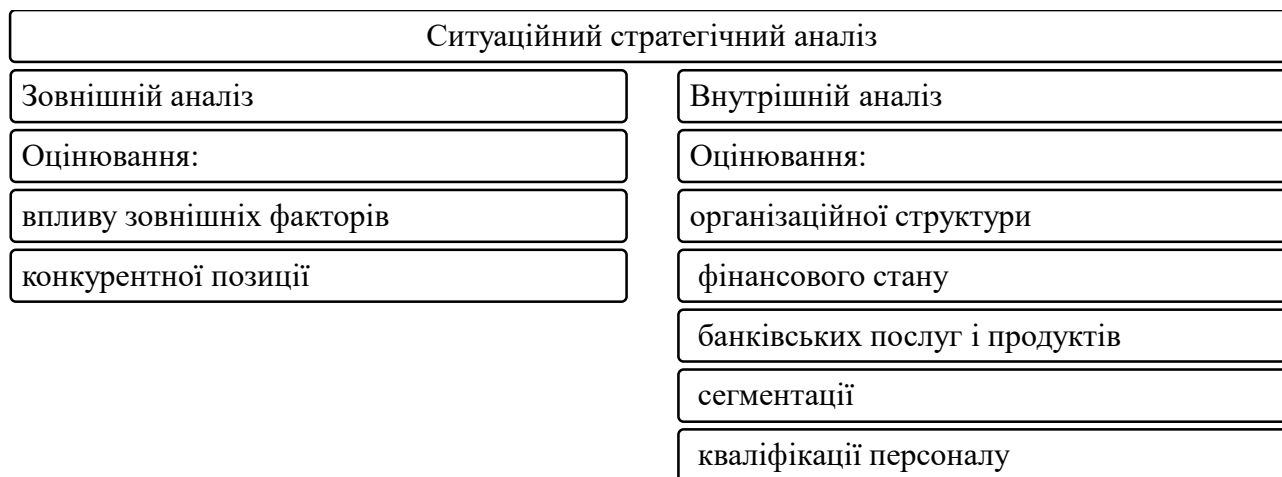 Ситуаційний стратегічний аналіз
Зовнішній аналіз
Оцінювання:
впливу зовнішніх факторів
конкурентної позиції
Внутрішній аналіз
Оцінювання:
організаційної структури
фінансового стану
банківських послуг і продуктів
сегментації
кваліфікації персоналу